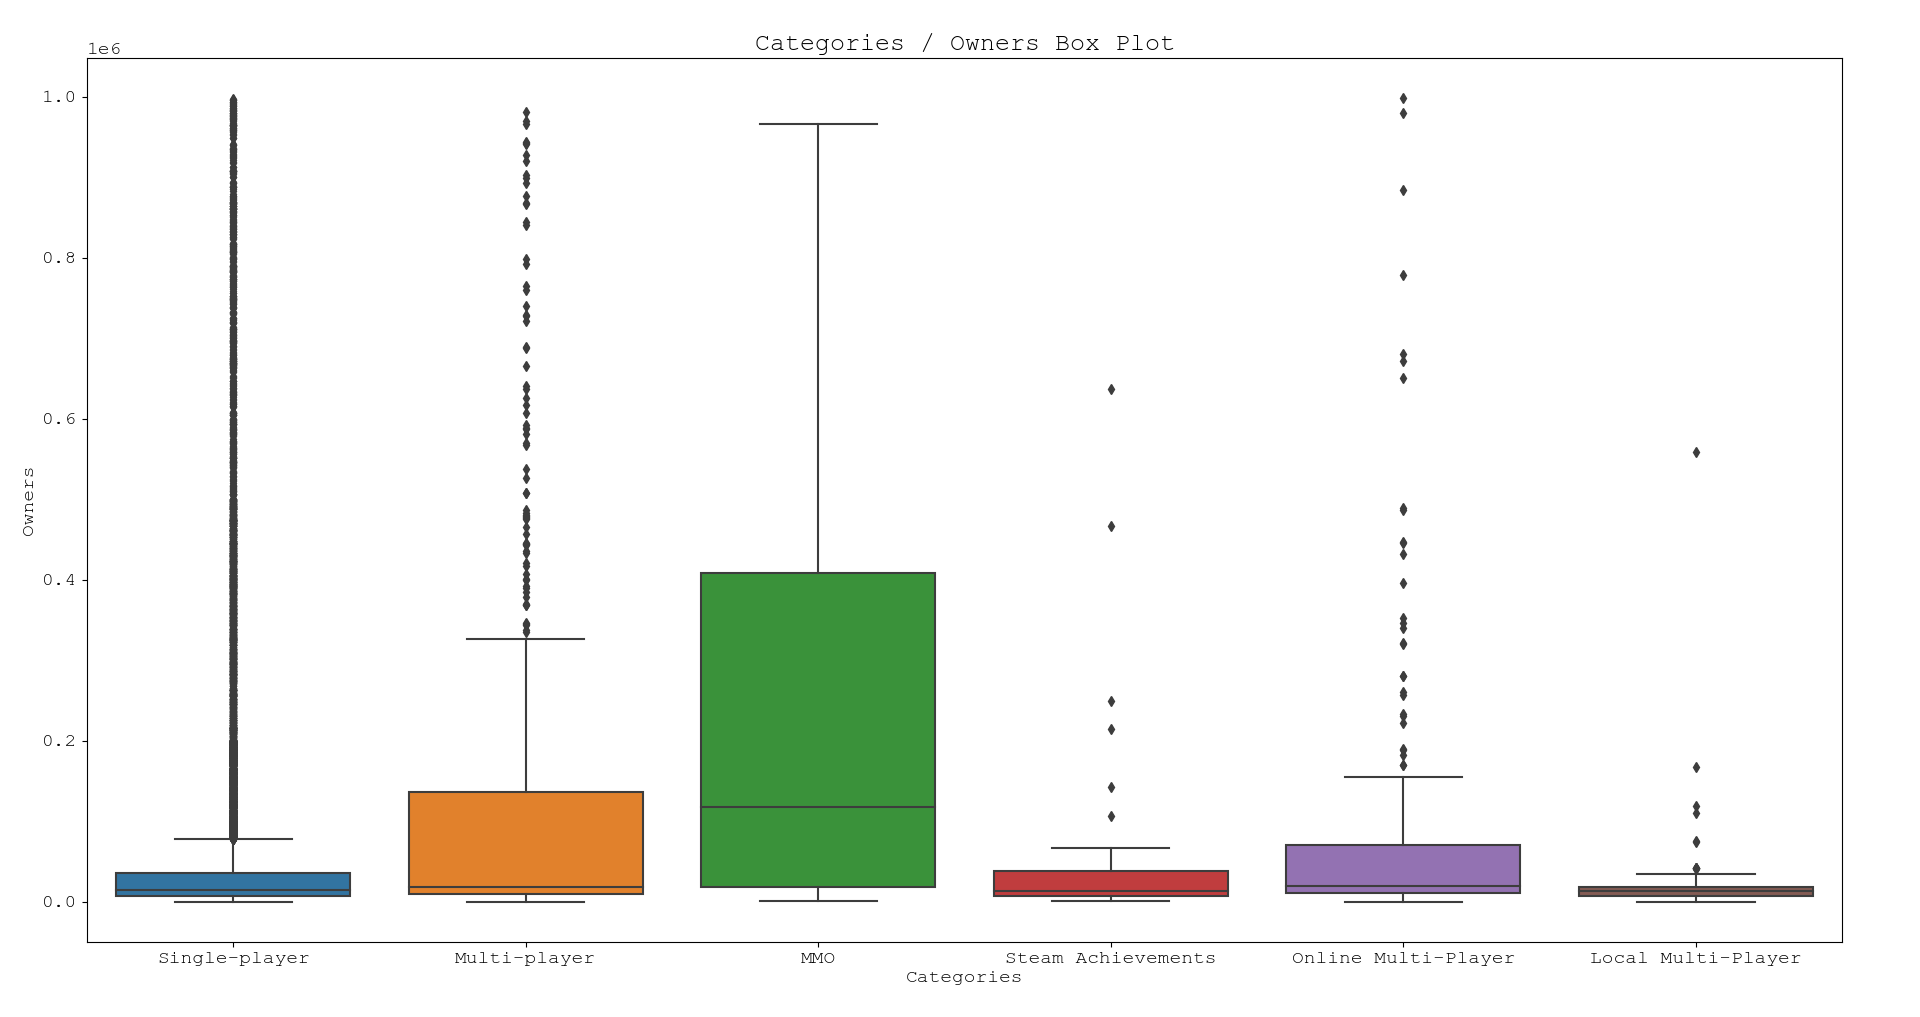 Categories / Owners Box Plot
1e6
1.0
0.8
0.6
0.4
0.2
0.0
Owners
Single-player Multi-player MMO Steam Achievements Online Multi-Player Local Multi-Player
Categories